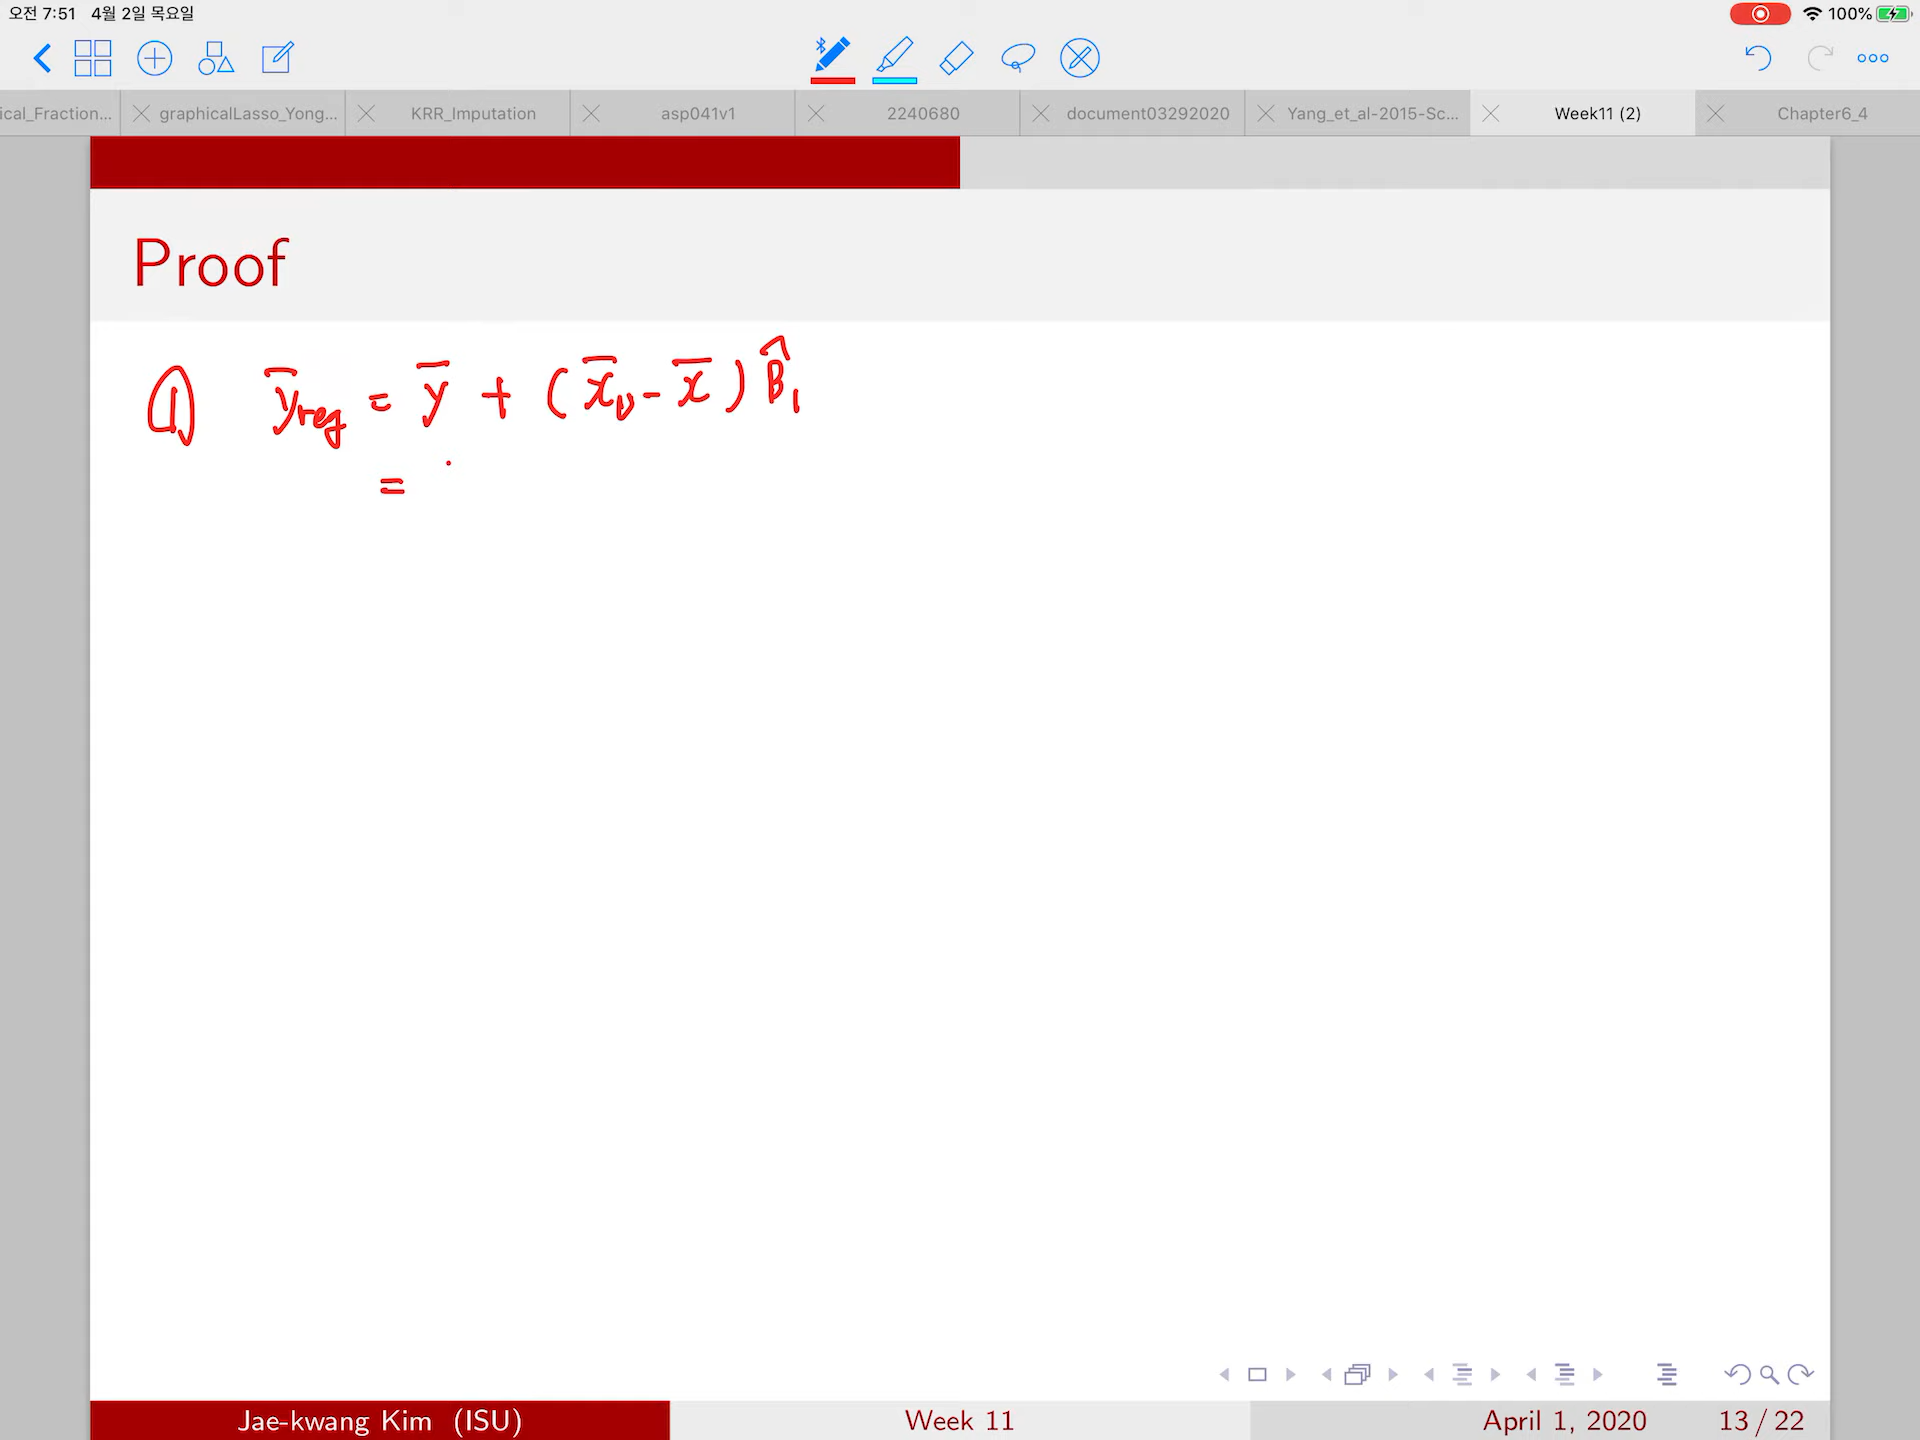 오전 7:51 4월 2일 목요일 100%
ical_Fraction... graphicalLasso_Yong... KRR_Imputation asp041v1 2240680 document03292020 Yang_et_al-2015-Sc... Week11 (2) Chapter6_4
Proof
① y̅reg = y̅ + (x̅U - x̅) B̂1
=
Jae-kwang Kim (ISU) Week 11 April 1, 2020 13 / 22